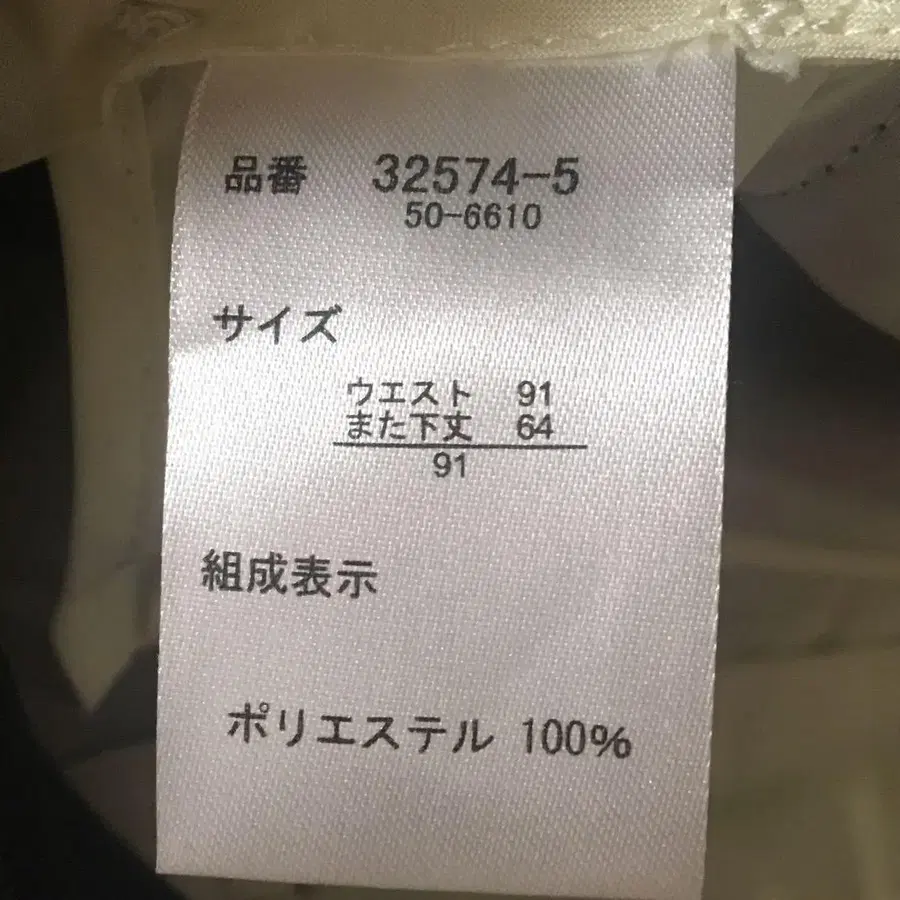 品番 32574-5
50-6610
サイズ
ウエスト 91
また下丈 64
91
組成表示
ポリエステル 100%